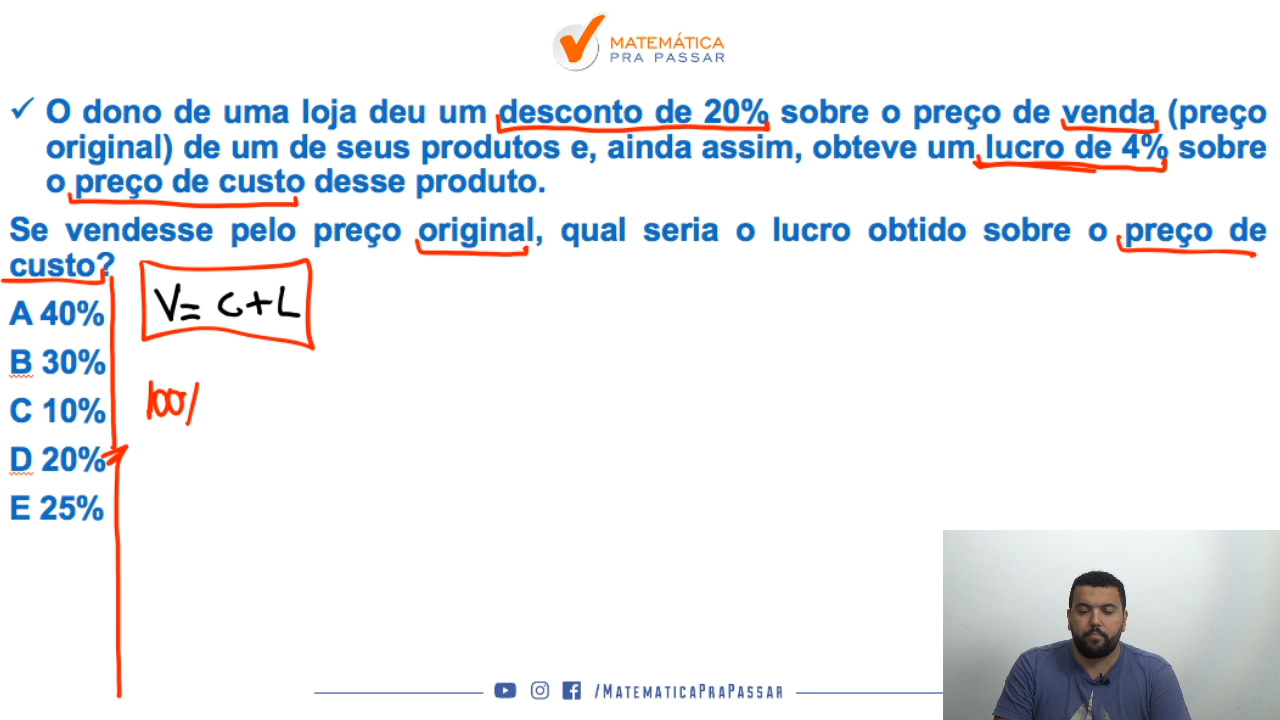 MATEMÁTICA
PRA PASSAR
✓ O dono de uma loja deu um desconto de 20% sobre o preço de venda (preço
original) de um de seus produtos e, ainda assim, obteve um lucro de 4% sobre
o preço de custo desse produto.
Se vendesse pelo preço original, qual seria o lucro obtido sobre o preço de
custo?
V= C+L
A 40%
B 30%
100%
C 10%
D 20%
E 25%
/MATEMATICAPRAPASSAR